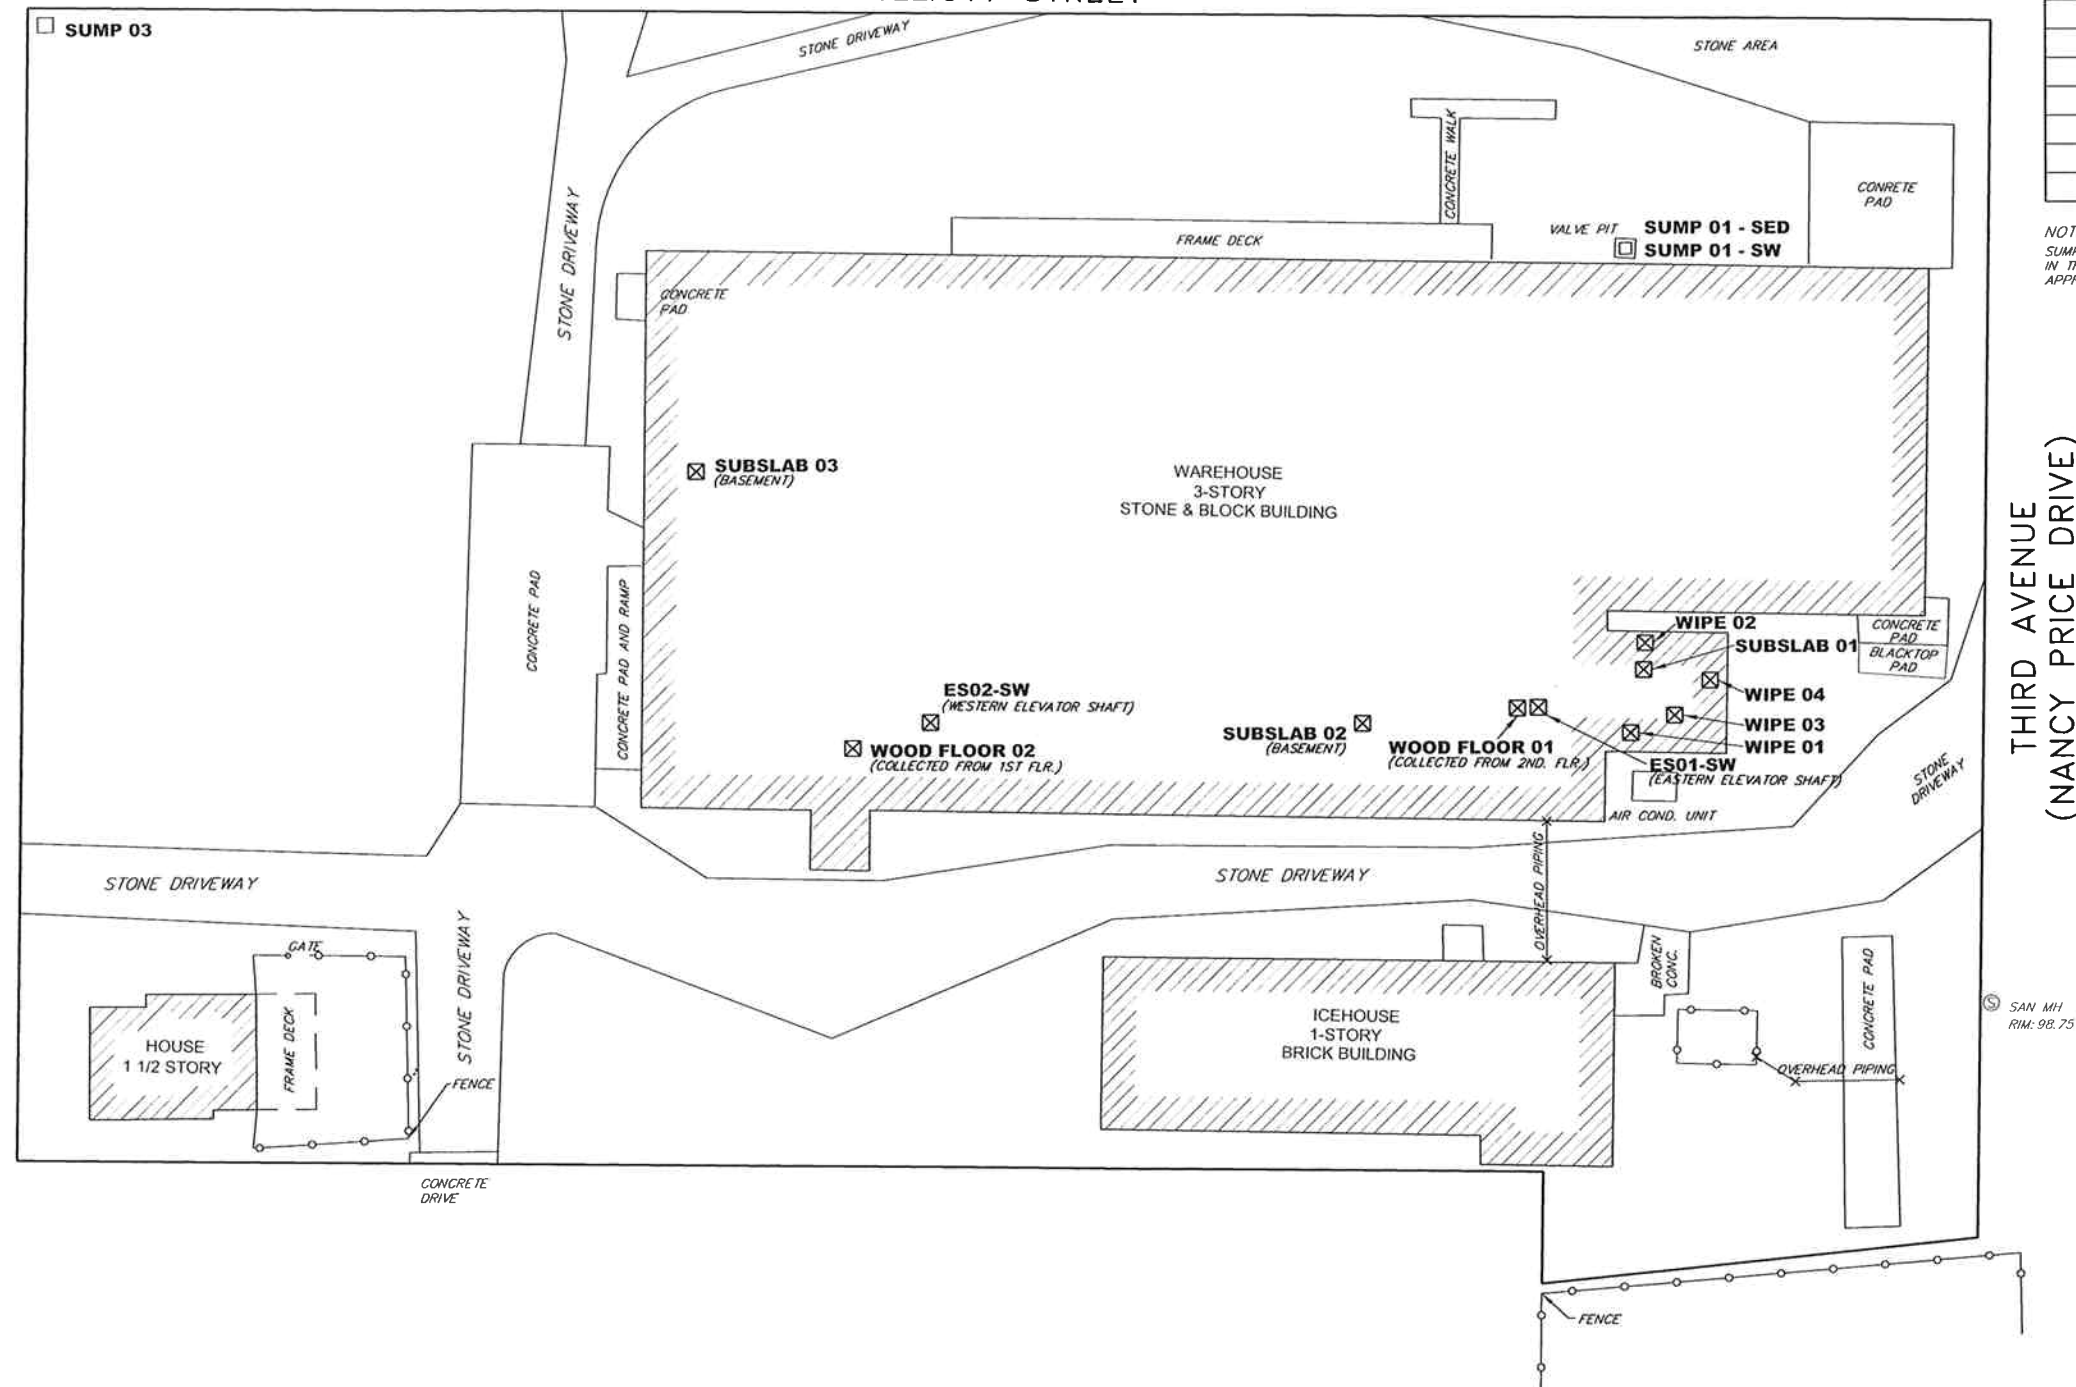 STREET
SUMP 03
STONE DRIVEWAY
STONE AREA
CONCRETE WALK
CONRETE
PAD
STONE DRIVEWAY
FRAME DECK
VALVE PIT
SUMP 01 - SED
SUMP 01 - SW
CONCRETE
PAD
SUBSLAB 03
(BASEMENT)
WAREHOUSE
3-STORY
STONE & BLOCK BUILDING
THIRD AVENUE
(NANCY PRICE DRIVE)
CONCRETE PAD
CONCRETE PAD AND RAMP
WIPE 02
SUBSLAB 01
CONCRETE
PAD
BLACKTOP
PAD
WIPE 04
WIPE 03
WIPE 01
ES02-SW
(WESTERN ELEVATOR SHAFT)
WOOD FLOOR 02
(COLLECTED FROM 1ST FLR.)
SUBSLAB 02
(BASEMENT)
WOOD FLOOR 01
(COLLECTED FROM 2ND. FLR.)
ES01-SW
(EASTERN ELEVATOR SHAFT)
STONE
DRIVEWAY
AIR COND. UNIT
OVERHEAD PIPING
STONE DRIVEWAY
STONE DRIVEWAY
STONE DRIVEWAY
GATE
BROKEN
CONC.
CONCRETE PAD
HOUSE
1 1/2 STORY
FRAME DECK
FENCE
ICEHOUSE
1-STORY
BRICK BUILDING
OVERHEAD PIPING
SAN MH
RIM: 98.75
S
CONCRETE
DRIVE
FENCE